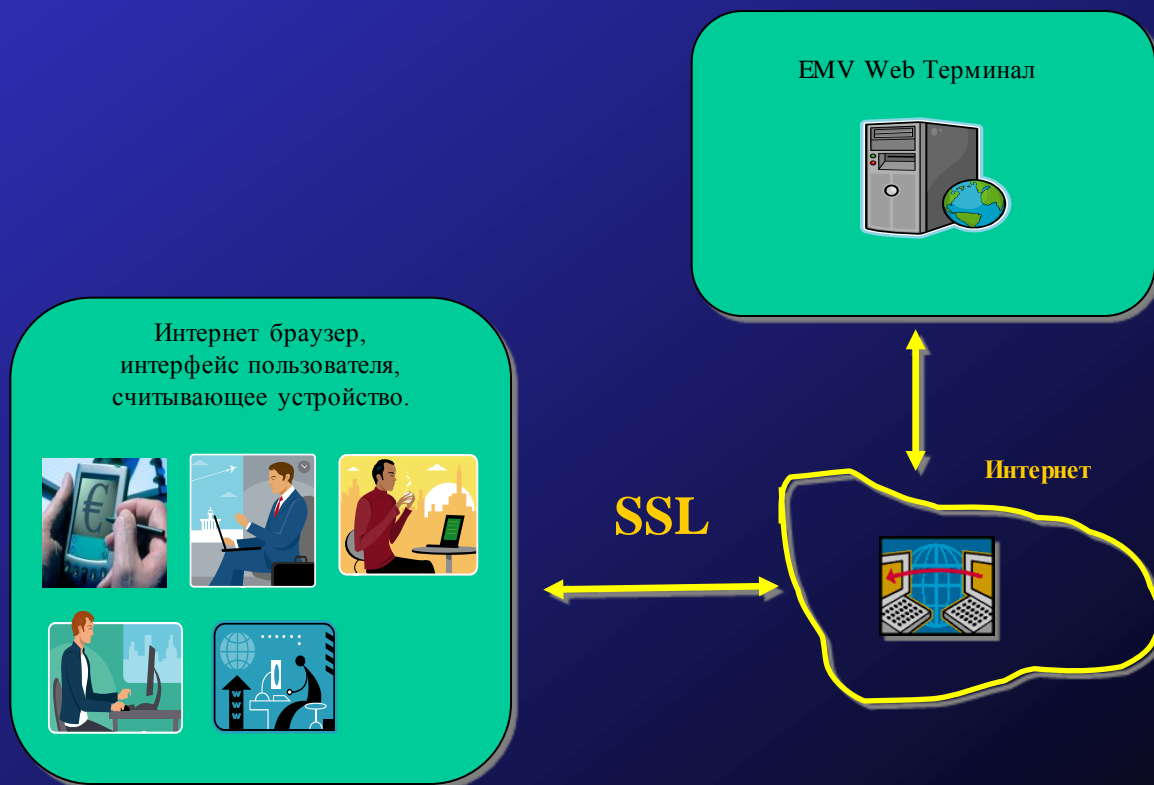 EMV Web Терминал
Интернет браузер,
интерфейс пользователя,
считывающее устройство.
SSL
Интернет
€
W
W
W